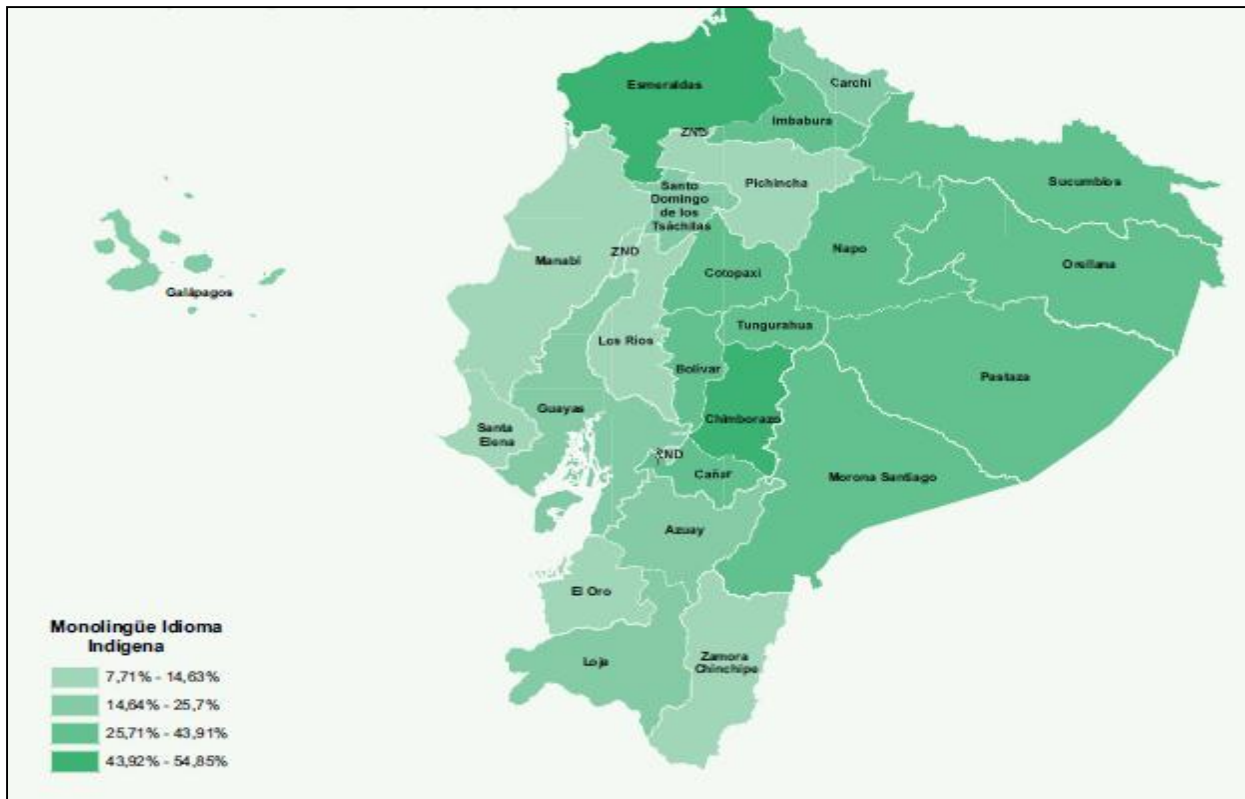 Esmeraldas
Carchi
Imbabura
ZND
Pichincha
Sucumbíos
Santo
Domingo
de los
Tsáchilas
Napo
Orellana
Manabí
ZND
Cotopaxi
Galápagos
Tungurahua
Los Ríos
Bolívar
Pastaza
Guayas
Chimborazo
Santa
Elena
ZND
Cañar
Morona Santiago
Azuay
El Oro
Loja
Zamora
Chinchipe
Monolingüe Idioma
Indígena
7,71% - 14,63%
14,64% - 25,7%
25,71% - 43,91%
43,92% - 54,85%